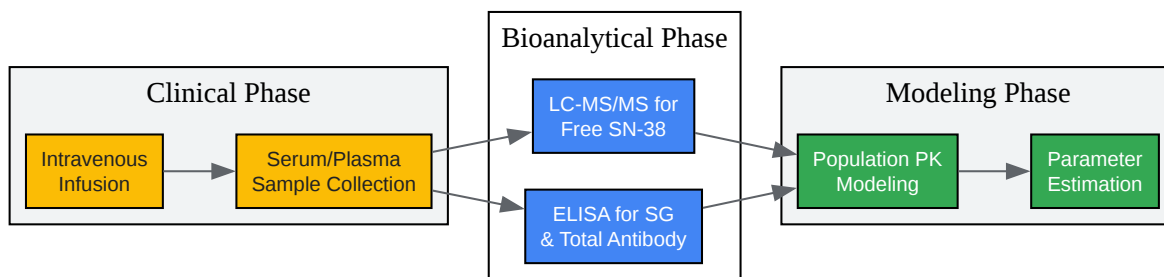 Clinical Phase
Intravenous
Infusion
Serum/Plasma
Sample Collection
Bioanalytical Phase
LC-MS/MS for
Free SN-38
ELISA for SG
& Total Antibody
Modeling Phase
Population PK
Modeling
Parameter
Estimation